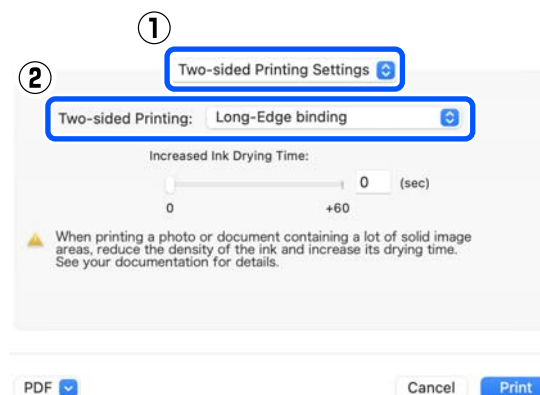 ①
Two-sided Printing Settings
②
Two-sided Printing: Long-Edge binding
Increased Ink Drying Time:
0 (sec)
0 +60
When printing a photo or document containing a lot of solid image
areas, reduce the density of the ink and increase its drying time.
See your documentation for details.
PDF Cancel Print